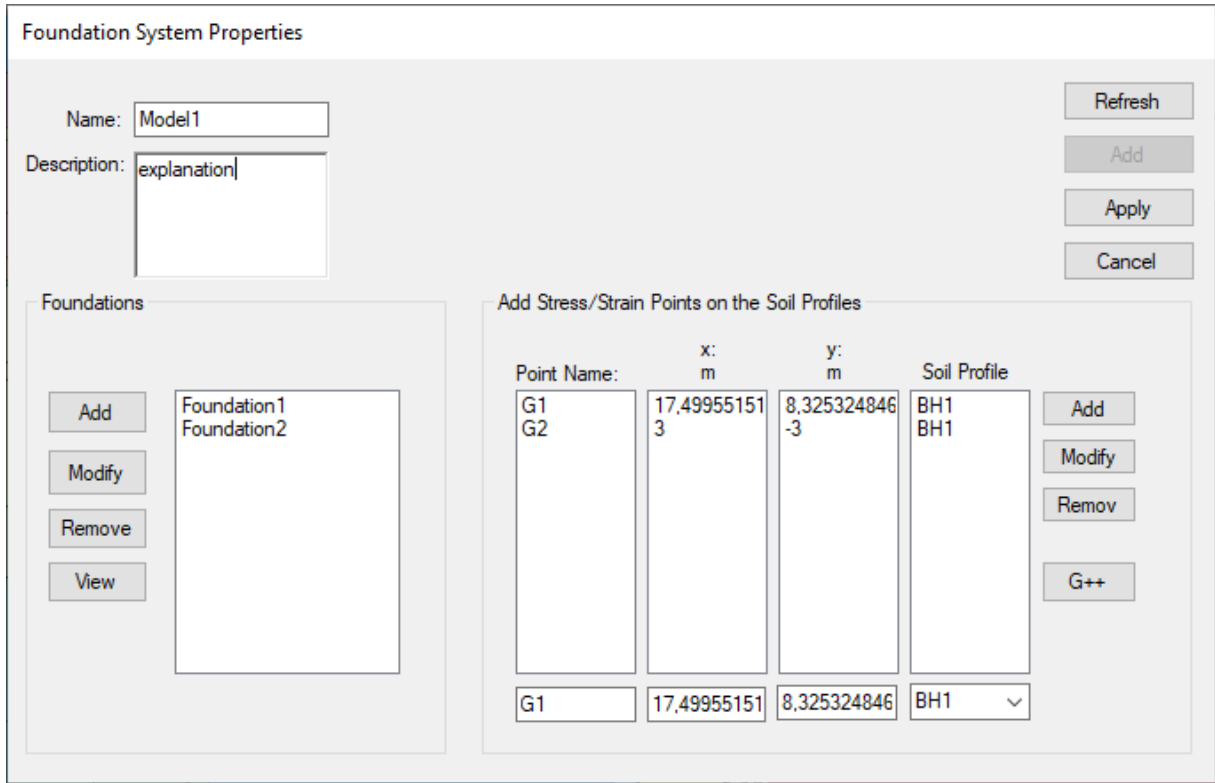 Foundation System Properties
Name: Model1
Description: explanation
Refresh
Add
Apply
Cancel
Foundations
Add
Modify
Remove
View
Foundation1
Foundation2
Add Stress/Strain Points on the Soil Profiles
Point Name: x: m y: m Soil Profile
G1 17,49955151 8,325324846 BH1
G2 3 -3 BH1
Add
Modify
Remov
G++
G1 17,49955151 8,325324846 BH1